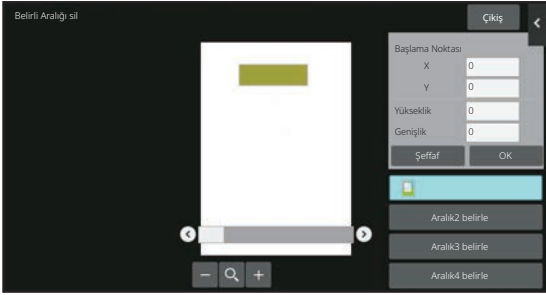 Belirli Aralığı sil
Çikiş
Başlama Noktası
X 0
Y 0
Yükseklik 0
Genişlik 0
Şeffaf OK
Aralık2 belirle
Aralık3 belirle
Aralık4 belirle